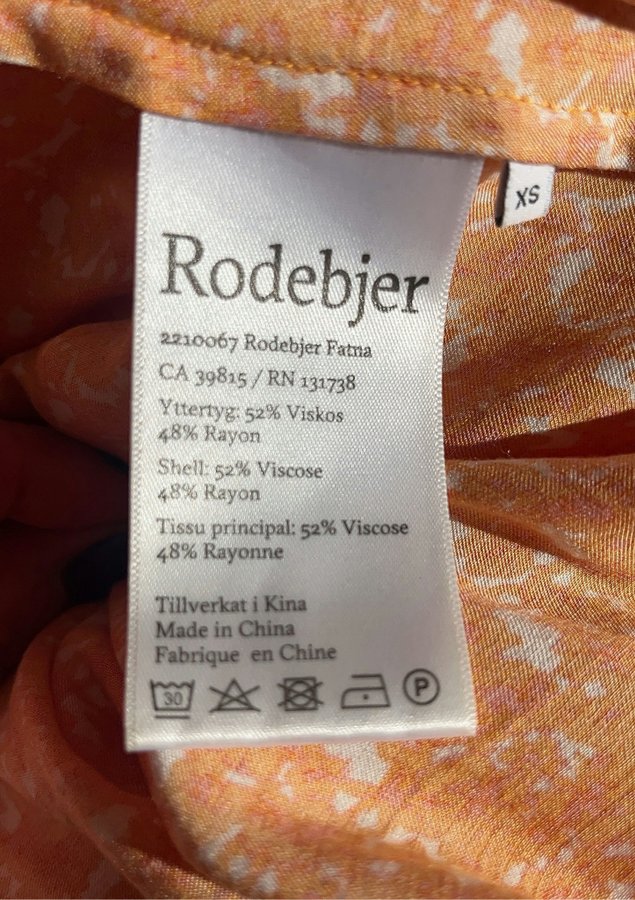 XS
Rodebjer
2210067 Rodebjer Fatna
CA 39815 / RN 131738
Yttertyg: 52% Viskos
48% Rayon
Shell: 52% Viscose
48% Rayon
Tissu principal: 52% Viscose
48% Rayonne
Tillverkat i Kina
Made in China
Fabrique en Chine
30 P